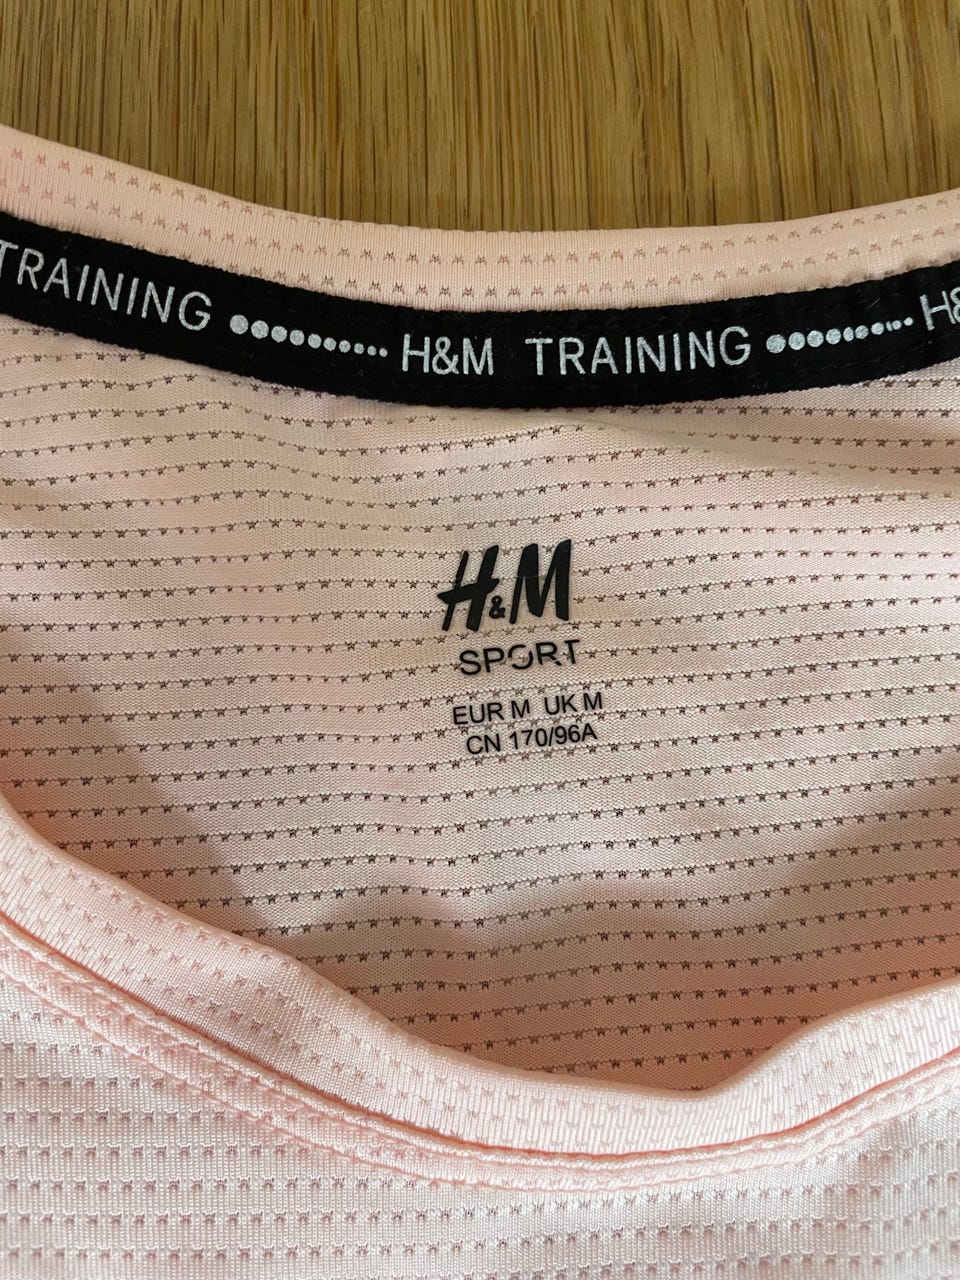 TRAINING H&M TRAINING H&
H&M
SPORT
EUR M UK M
CN 170/96A